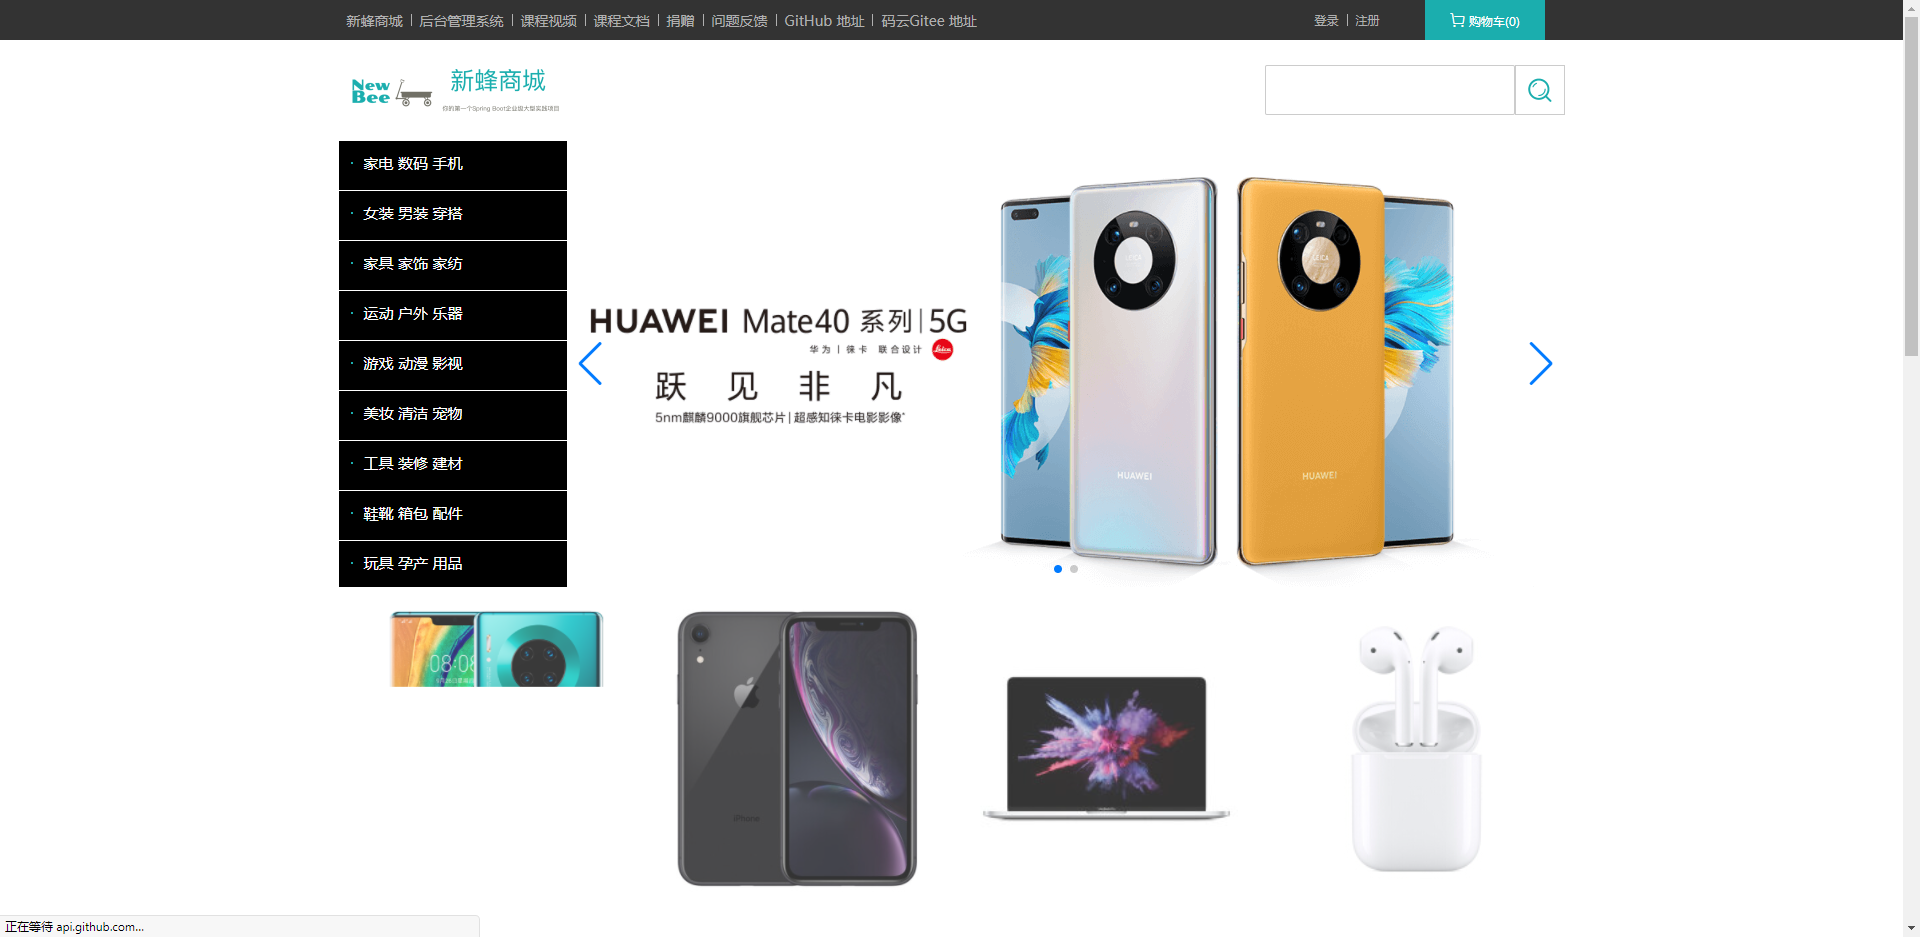 新蜂商城 后台管理系统 课程视频 课程文档 捐赠 问题反馈 GitHub 地址 码云Gitee 地址 登录 注册 购物车(0)
New Bee
新蜂商城
你的第一个Spring Boot企业级大型实践项目
· 家电 数码 手机
· 女装 男装 穿搭
· 家具 家饰 家纺
· 运动 户外 乐器
· 游戏 动漫 影视
· 美妆 清洁 宠物
· 工具 装修 建材
· 鞋靴 箱包 配件
· 玩具 孕产 用品
HUAWEI Mate40 系列|5G
华为 | 徕卡 联合设计 Leica
跃 见 非 凡
5nm麒麟9000旗舰芯片|超感知徕卡电影影像*
LEICA
HUAWEI
HUAWEI
08:08
iPhone
正在等待 api.github.com...